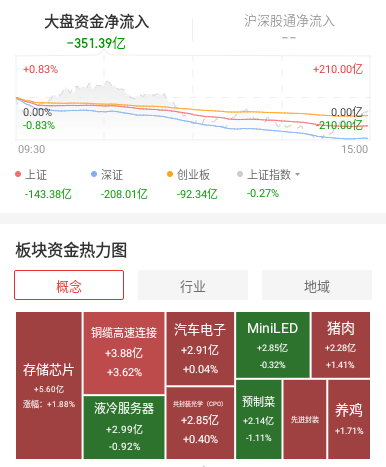 大盘资金净流入
-351.39亿
沪深股通净流入
--
+0.83%
+210.00亿
0.00%
0.00亿
-0.83%
-210.00亿
09:30
15:00
上证
-143.38亿
深证
-208.01亿
创业板
-92.34亿
上证指数
-0.27%
板块资金热力图
概念
行业
地域
存储芯片
+5.60亿
涨幅：+1.88%
铜缆高速连接
+3.88亿
+3.62%
液冷服务器
+2.99亿
-0.92%
汽车电子
+2.91亿
+0.04%
共封装光学（CPO）
+2.85亿
+0.40%
MiniLED
+2.85亿
-0.32%
猪肉
+2.28亿
+1.41%
预制菜
+2.14亿
-1.11%
先进封装
养鸡
+1.71%